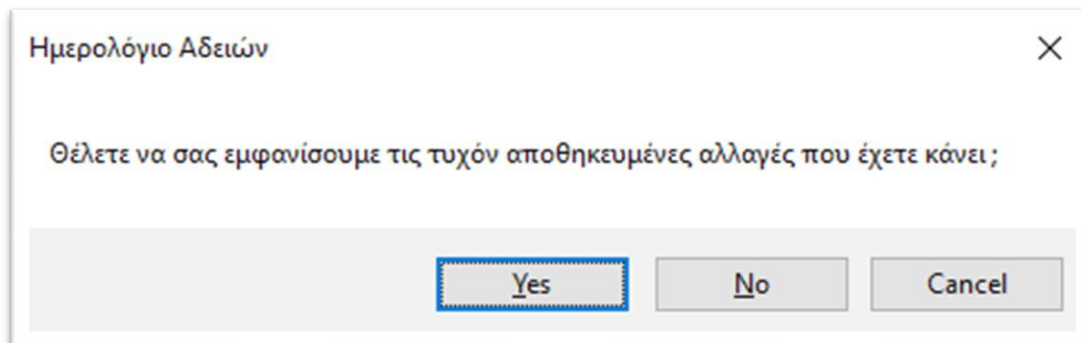 Ημερολόγιο Αδειών
Θέλετε να σας εμφανίσουμε τις τυχόν αποθηκευμένες αλλαγές που έχετε κάνει ;
Yes No Cancel